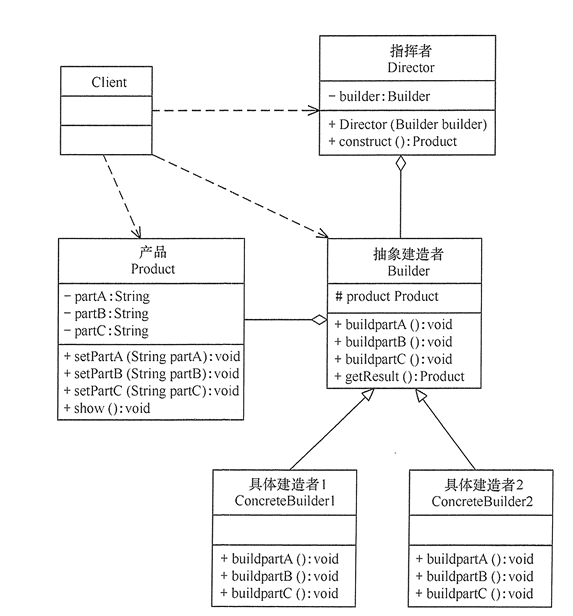 指挥者
Director
- builder:Builder
+ Director (Builder builder)
+ construct ():Product
Client
产品
Product
- partA:String
- partB:String
- partC:String
+ setPartA (String partA):void
+ setPartB (String partB):void
+ setPartC (String partC):void
+ show ():void
抽象建造者
Builder
# product Product
+ buildpartA ():void
+ buildpartB ():void
+ buildpartC ():void
+ getResult ():Product
具体建造者1
ConcreteBuilder1
+ buildpartA ():void
+ buildpartB ():void
+ buildpartC ():void
具体建造者2
ConcreteBuilder2
+ buildpartA ():void
+ buildpartB ():void
+ buildpartC ():void